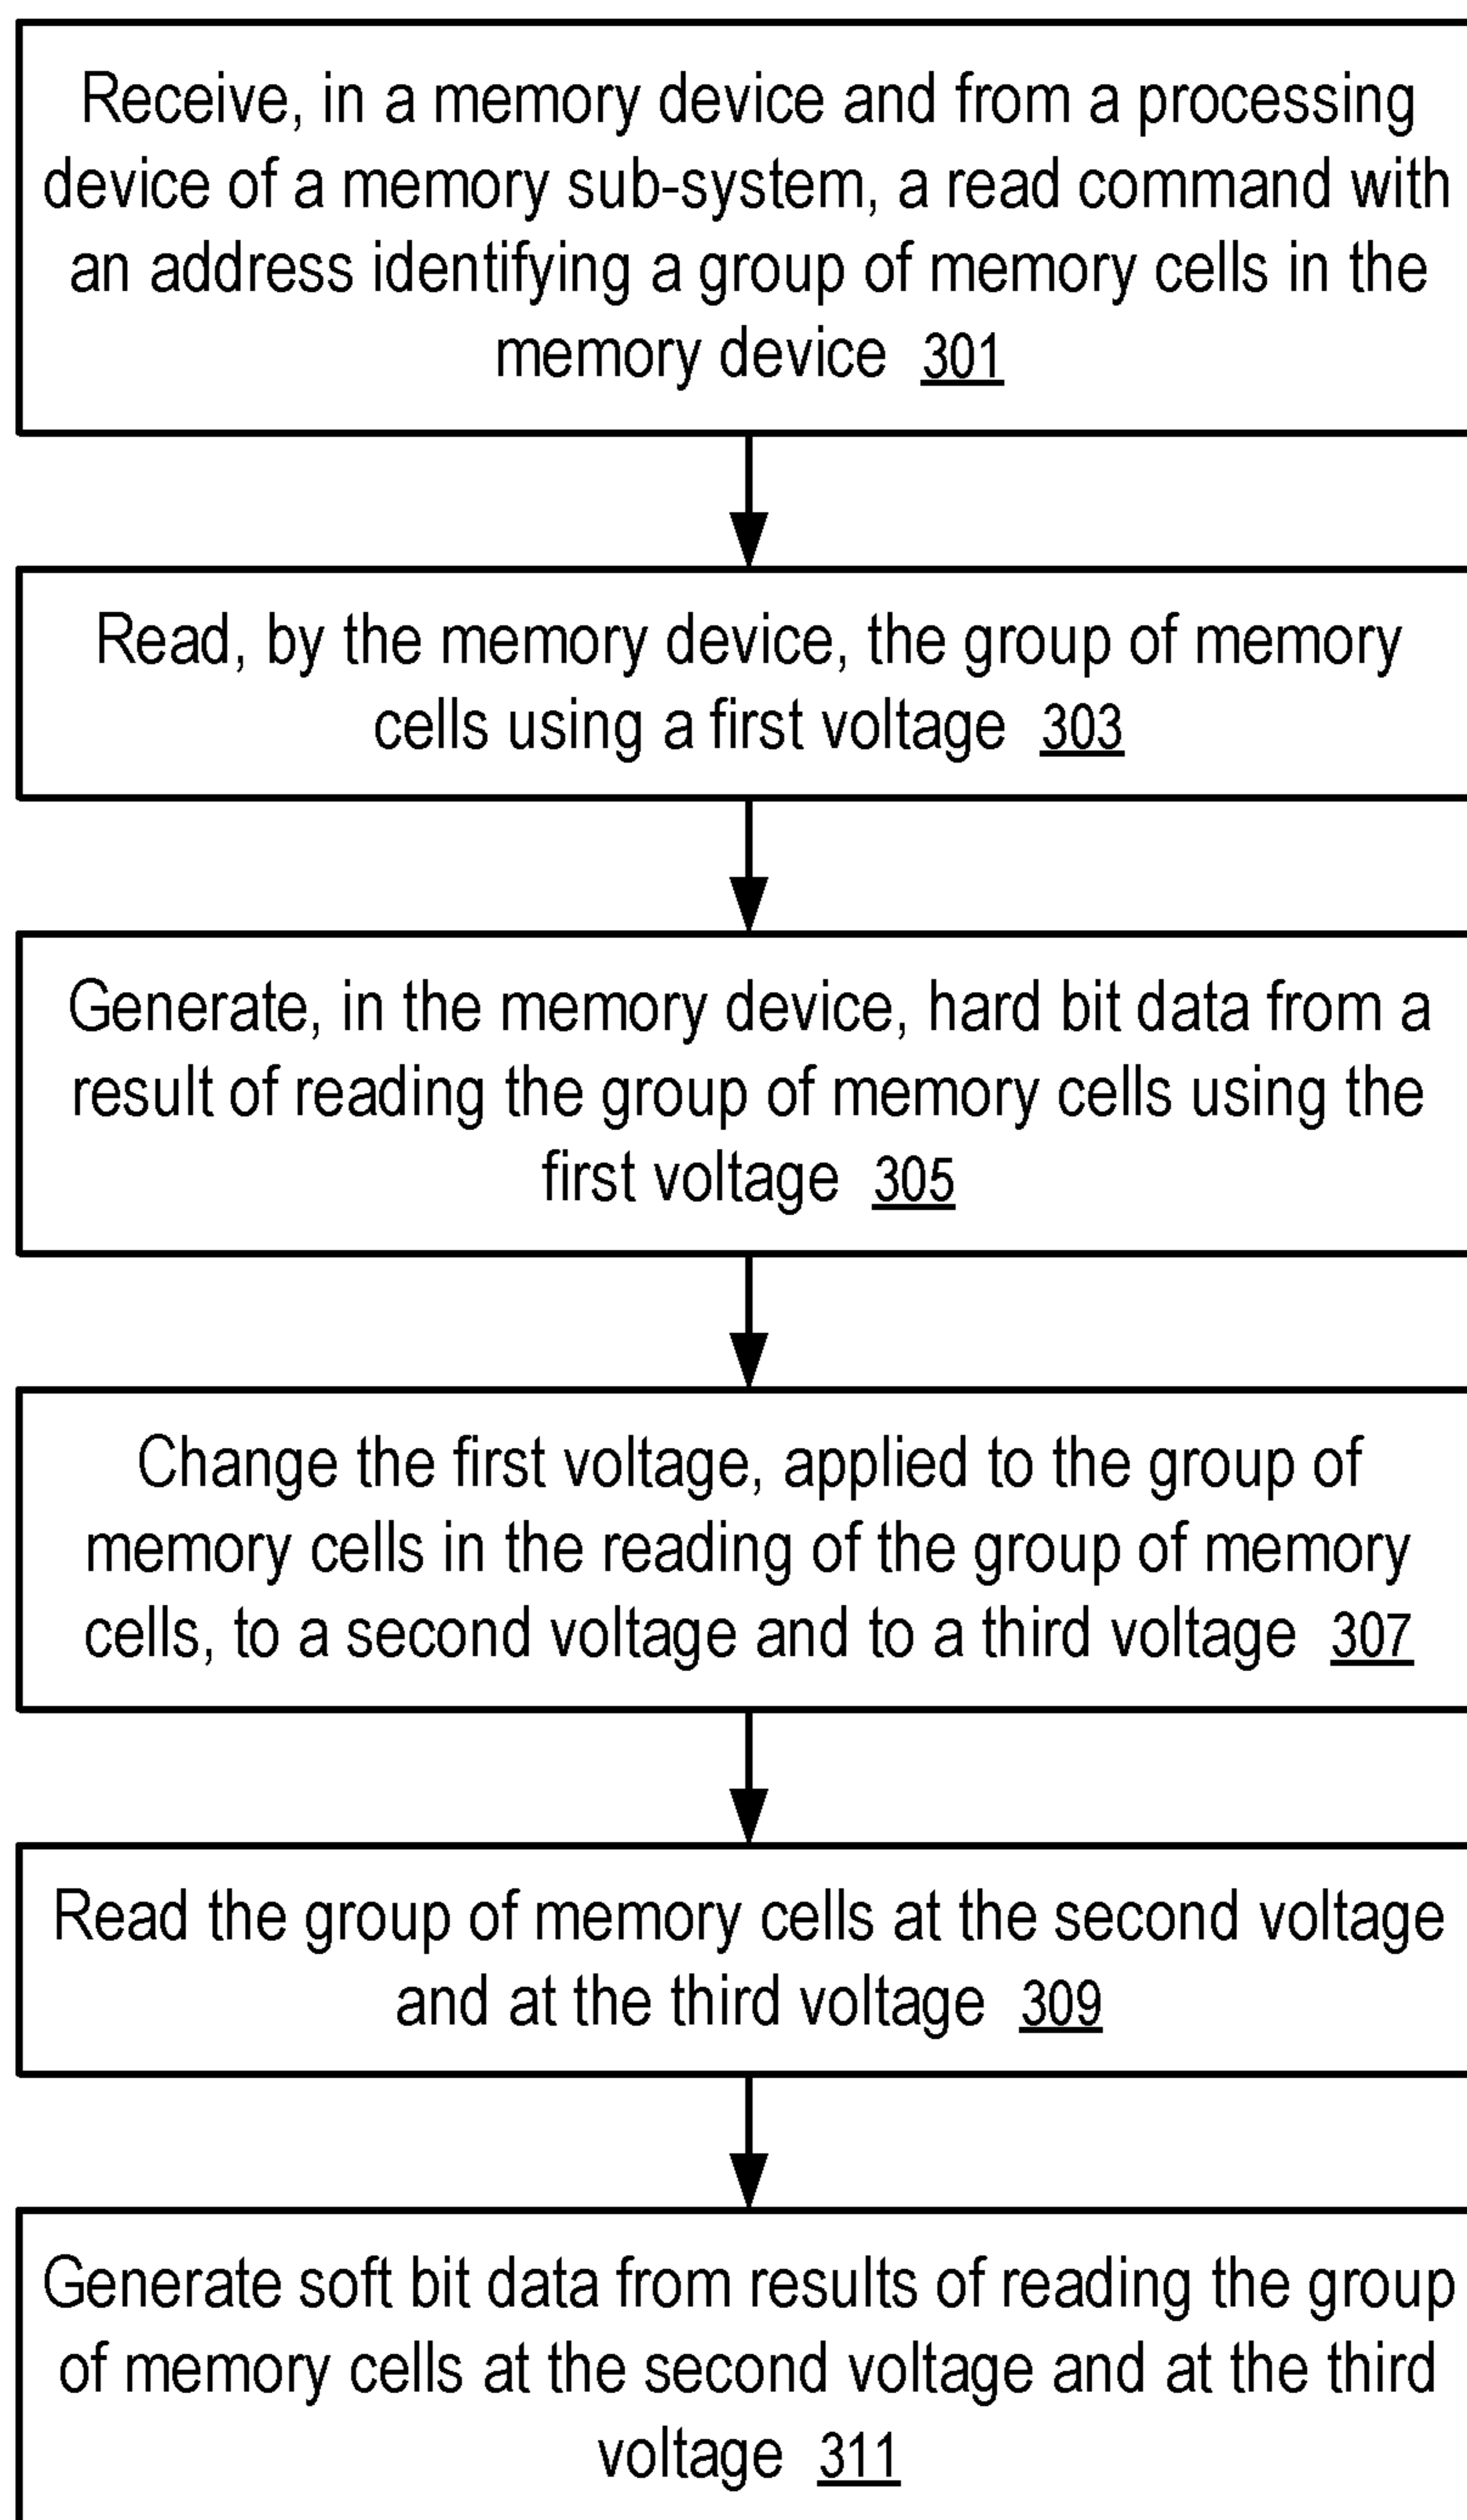 Receive, in a memory device and from a processing
device of a memory sub-system, a read command with
an address identifying a group of memory cells in the
memory device 301
Read, by the memory device, the group of memory
cells using a first voltage 303
Generate, in the memory device, hard bit data from a
result of reading the group of memory cells using the
first voltage 305
Change the first voltage, applied to the group of
memory cells in the reading of the group of memory
cells, to a second voltage and to a third voltage 307
Read the group of memory cells at the second voltage
and at the third voltage 309
Generate soft bit data from results of reading the group
of memory cells at the second voltage and at the third
voltage 311